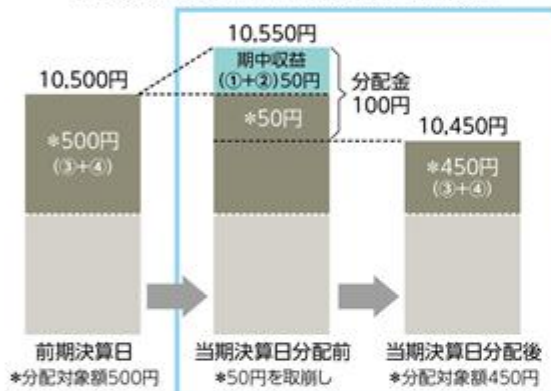 10,550円
期中収益
(①+②)50円
10,500円
分配金
100円
*50円
*500円
(③+④)
10,450円
*450円
(③+④)
前期決算日
*分配対象額500円
当期決算日分配前
*50円を取崩し
当期決算日分配後
*分配対象額450円